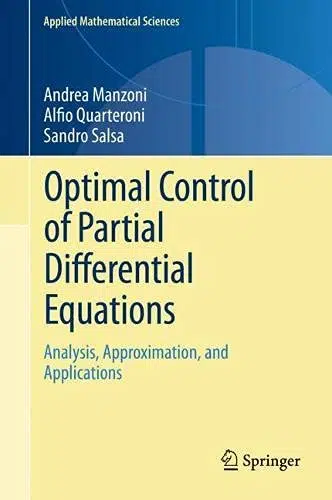 Applied Mathematical Sciences
Andrea Manzoni
Alfio Quarteroni
Sandro Salsa
Optimal Control
of Partial
Differential
Equations
Analysis, Approximation, and
Applications
Springer